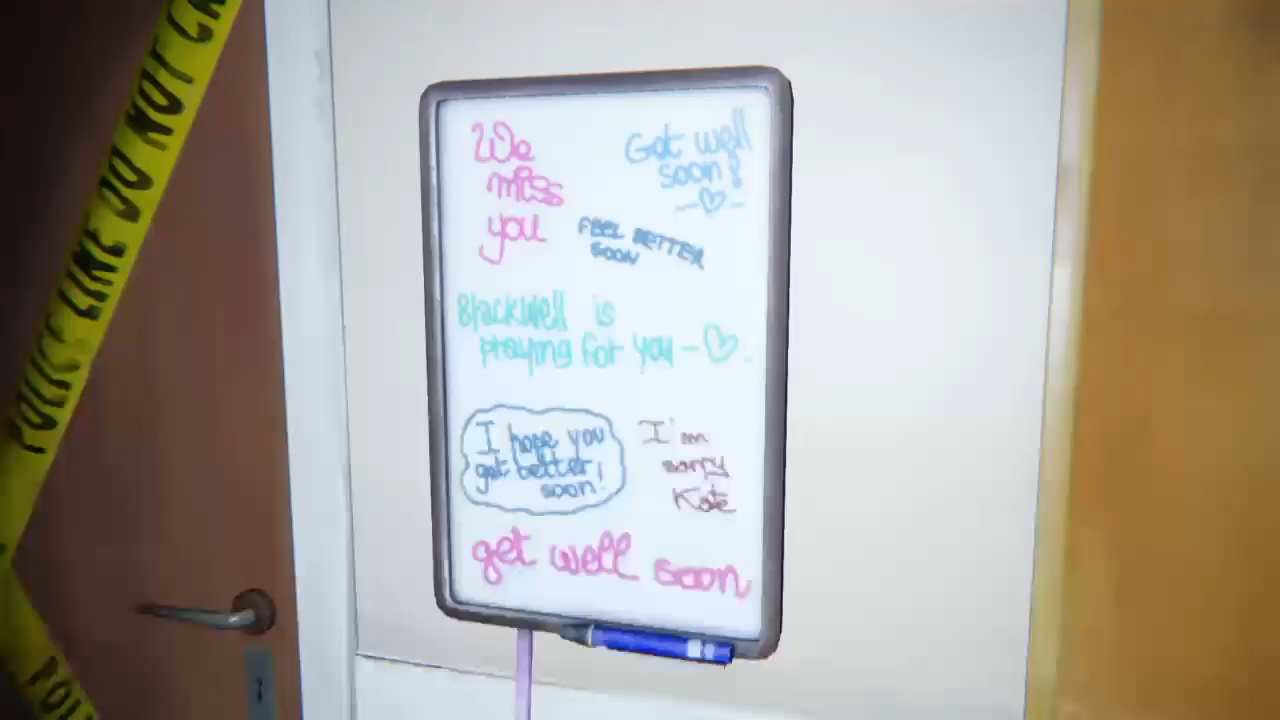 POLICE LINE DO NOT CR
We
miss
you
Get well
soon!
FEEL BETTER
SOON
Blackwell is
praying for you -
I hope you
get better
soon!
I'm
sorry
Kate
get well soon
POLI